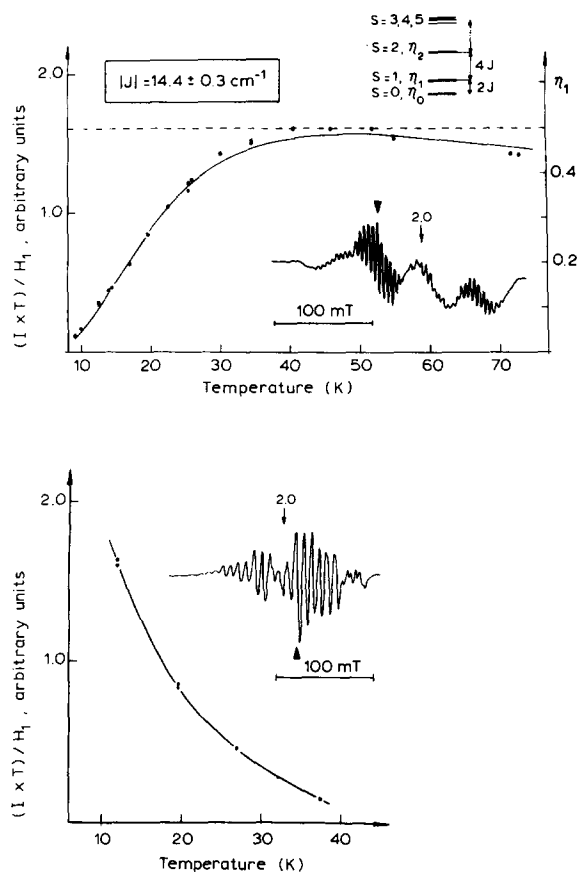 S=3,4,5
2.0
|J| =14.4 ± 0.3 cm⁻¹
S=2, η₂
4J
S=1, η₁
S=0, η₀
2J
η₁
(I x T) / H₁ , arbitrary units
1.0
0.4
2.0
0.2
100 mT
10 20 30 40 50 60 70
Temperature (K)
2.0
2.0
(I x T) / H₁ , arbitrary units
1.0
100 mT
10 20 30 40
Temperature (K)